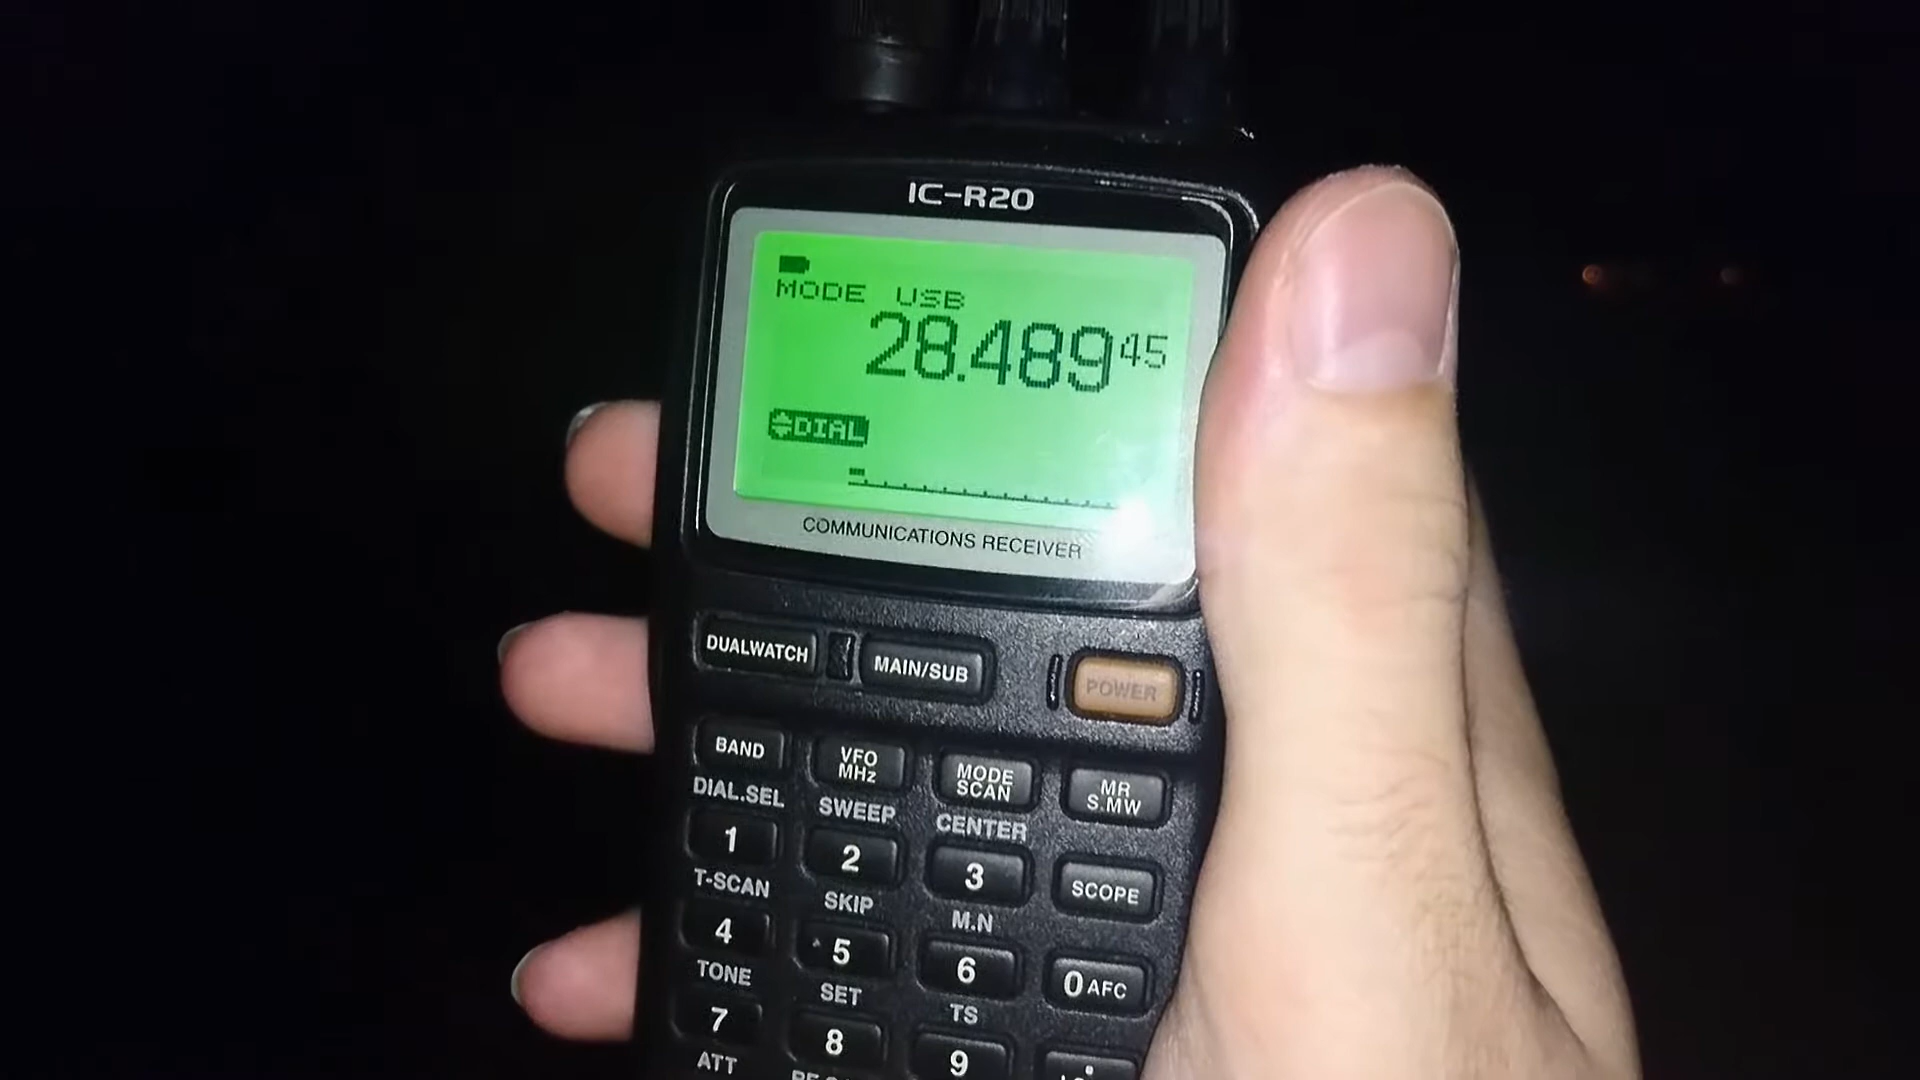 IC-R20
MODE USB
28.489 45
DIAL
COMMUNICATIONS RECEIVER
DUALWATCH MAIN/SUB POWER
BAND VFO MHz MODE SCAN MR S.MW
DIAL.SEL SWEEP CENTER
1 2 3 SCOPE
T-SCAN SKIP M.N
4 5 6 0 AFC
TONE SET TS
7 8 9
ATT